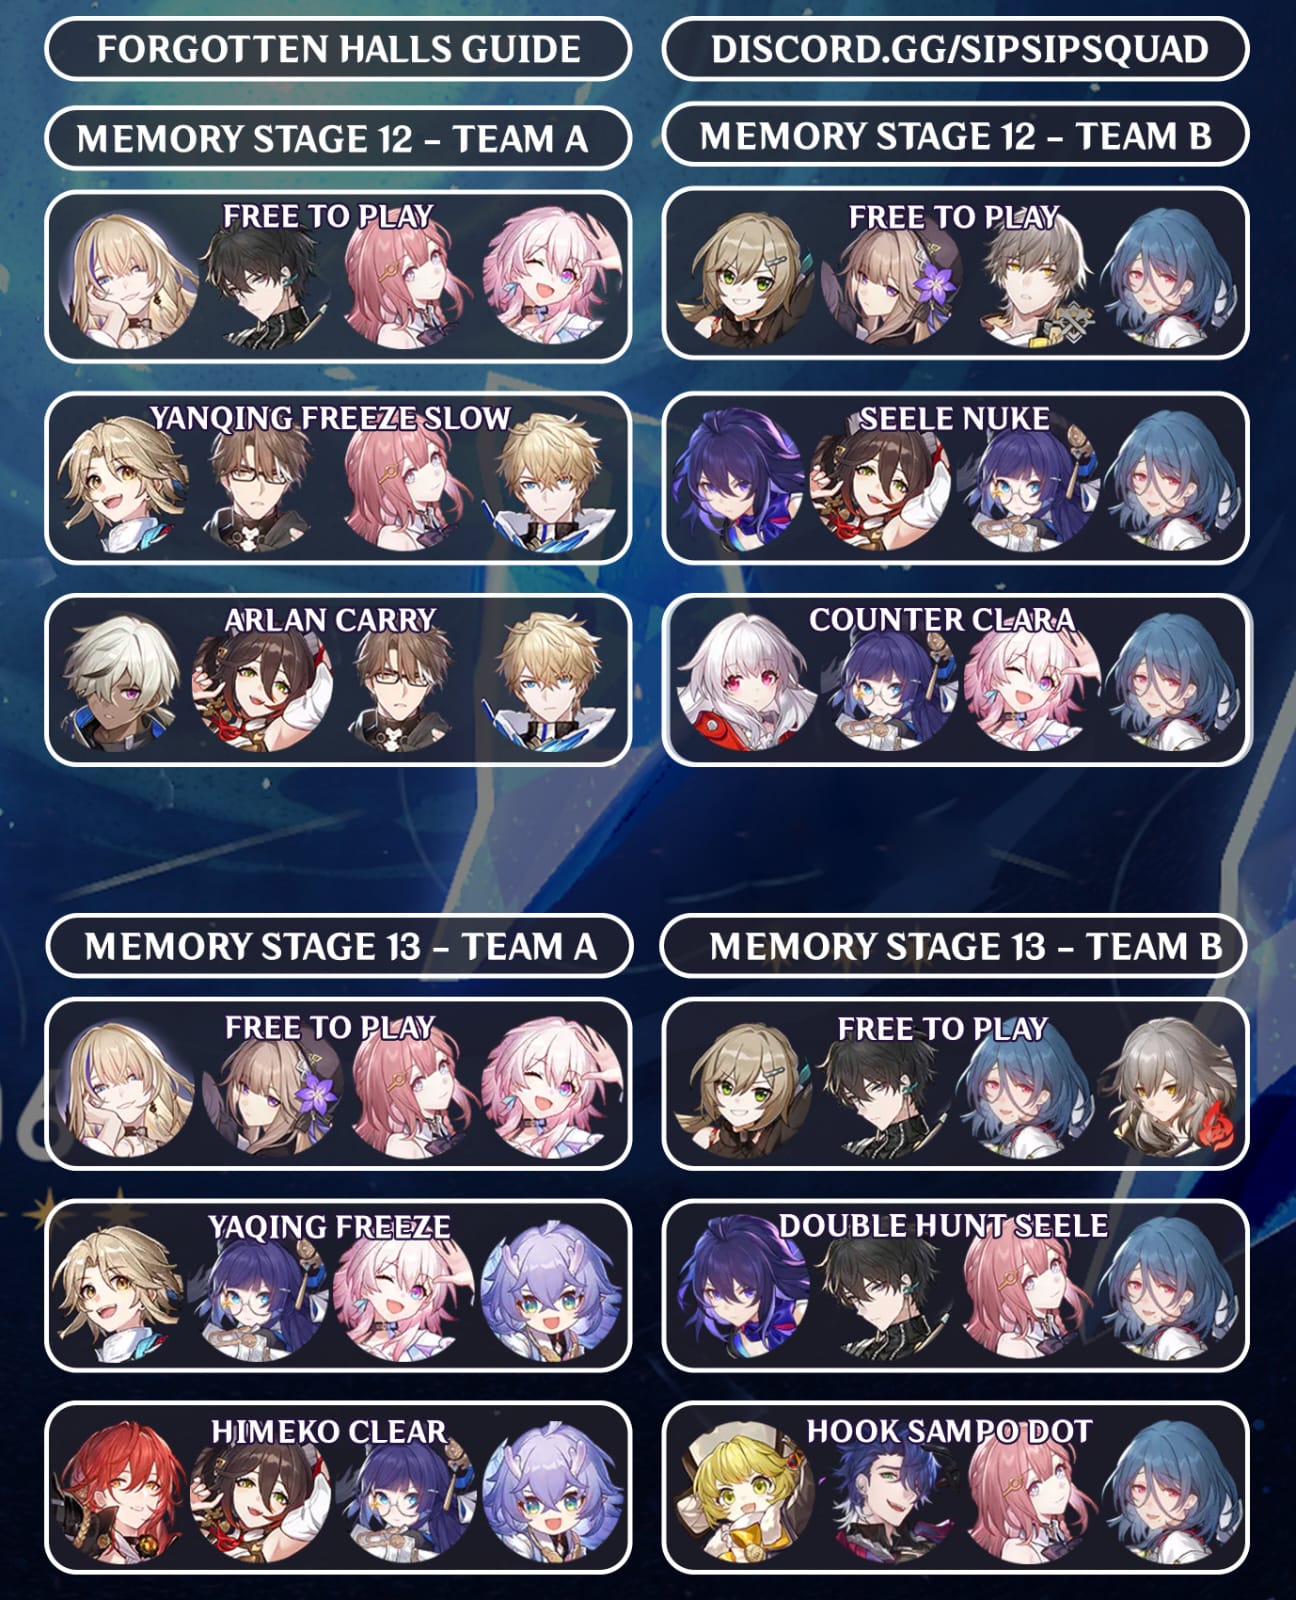 FORGOTTEN HALLS GUIDE
DISCORD.GG/SIPSIPSQUAD
MEMORY STAGE 12 – TEAM A
MEMORY STAGE 12 – TEAM B
FREE TO PLAY
FREE TO PLAY
YANQING FREEZE SLOW
SEELE NUKE
ARLAN CARRY
COUNTER CLARA
MEMORY STAGE 13 – TEAM A
MEMORY STAGE 13 – TEAM B
FREE TO PLAY
FREE TO PLAY
YAQING FREEZE
DOUBLE HUNT SEELE
HIMEKO CLEAR
HOOK SAMPO DOT